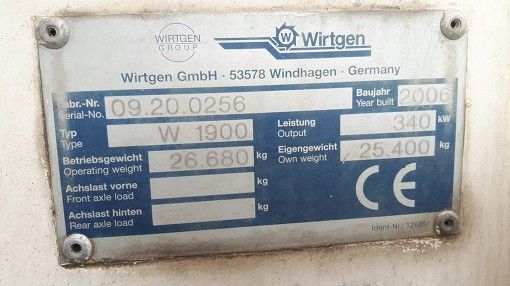 WIRTGEN
GROUP
W Wirtgen
Wirtgen GmbH · 53578 Windhagen · Germany
Fabr.-Nr.
Serial-No.
09.20.0256
Baujahr
Year built
2006
Typ
Type
W 1900
Leistung
Output
340 kW
Betriebsgewicht
Operating weight
26.680 kg
Eigengewicht
Own weight
25.400 kg
Achslast vorne
Front axle load
kg
Achslast hinten
Rear axle load
kg
CE
Ident-Nr.: